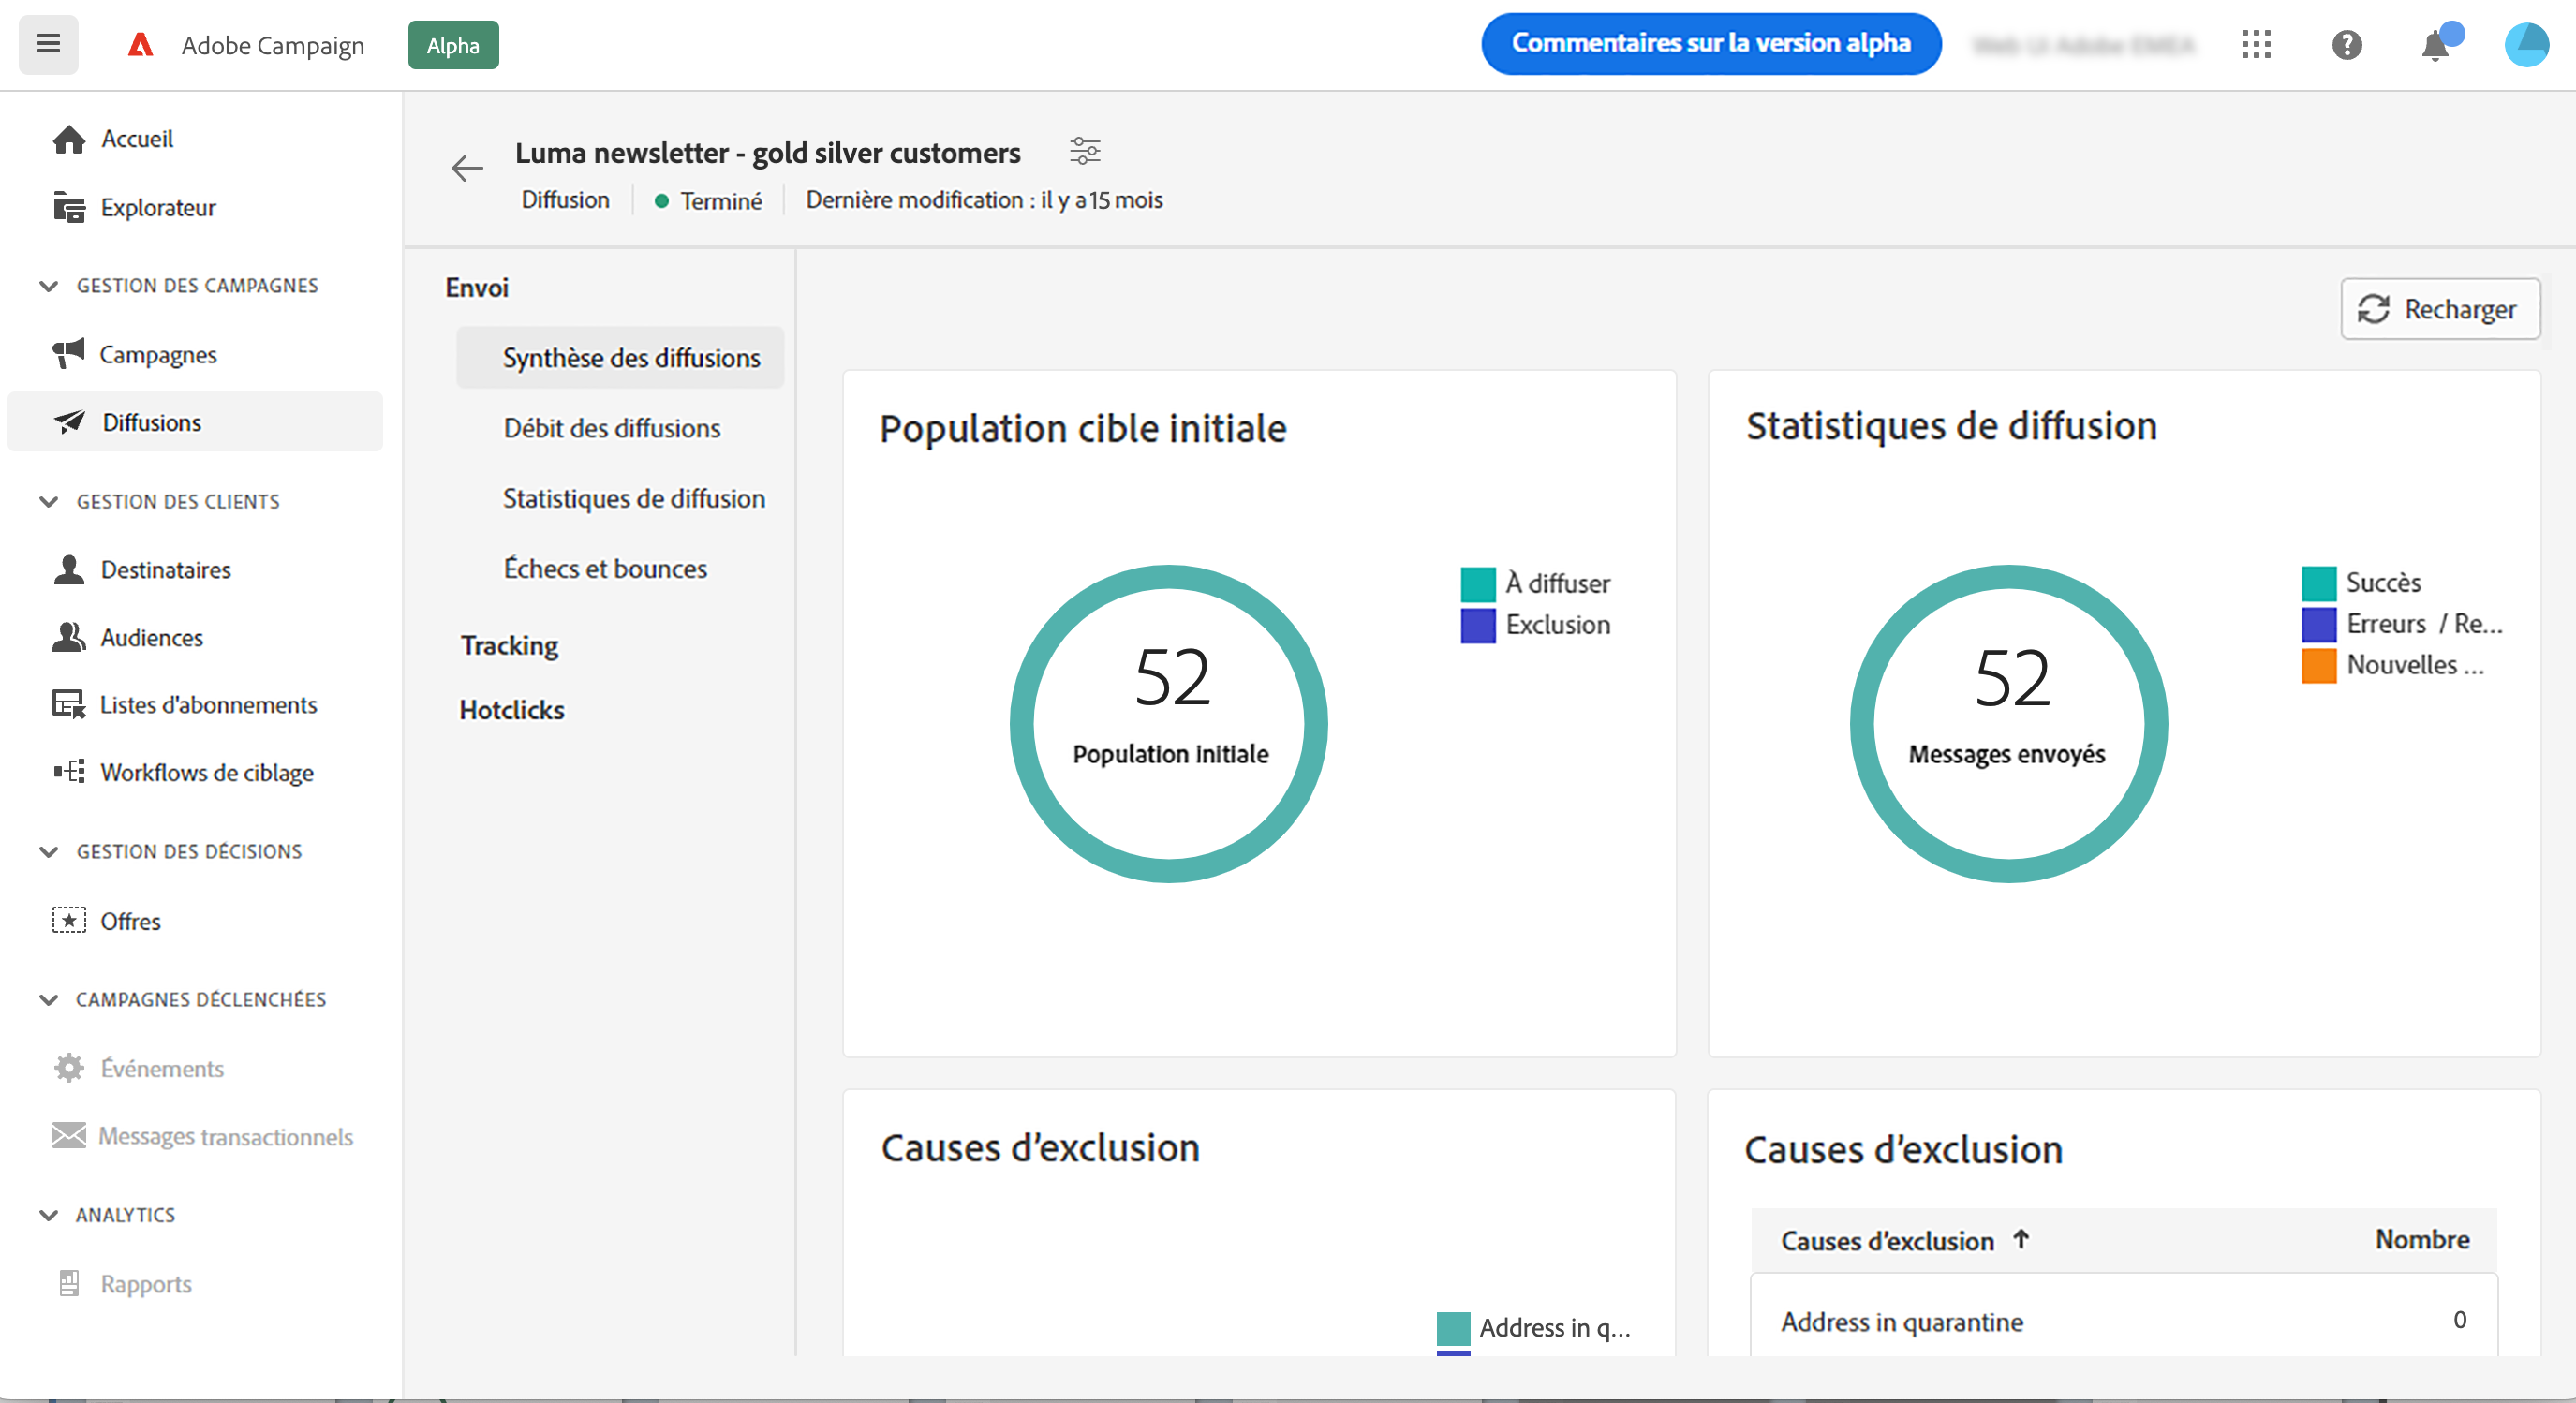 Adobe Campaign
Alpha
Commentaires sur la version alpha
Accueil
Explorateur
GESTION DES CAMPAGNES
Campagnes
Diffusions
GESTION DES CLIENTS
Destinataires
Audiences
Listes d'abonnements
Workflows de ciblage
GESTION DES DÉCISIONS
Offres
CAMPAGNES DÉCLENCHÉES
Événements
Messages transactionnels
ANALYTICS
Rapports
Luma newsletter - gold silver customers
Diffusion
Terminé
Dernière modification : il y a 15 mois
Envoi
Synthèse des diffusions
Débit des diffusions
Statistiques de diffusion
Échecs et bounces
Tracking
Hotclicks
Recharger
Population cible initiale
52
Population initiale
À diffuser
Exclusion
Statistiques de diffusion
52
Messages envoyés
Succès
Erreurs / Re...
Nouvelles ...
Causes d’exclusion
Address in q...
Causes d’exclusion
Causes d’exclusion ↑ Nombre
Address in quarantine 0